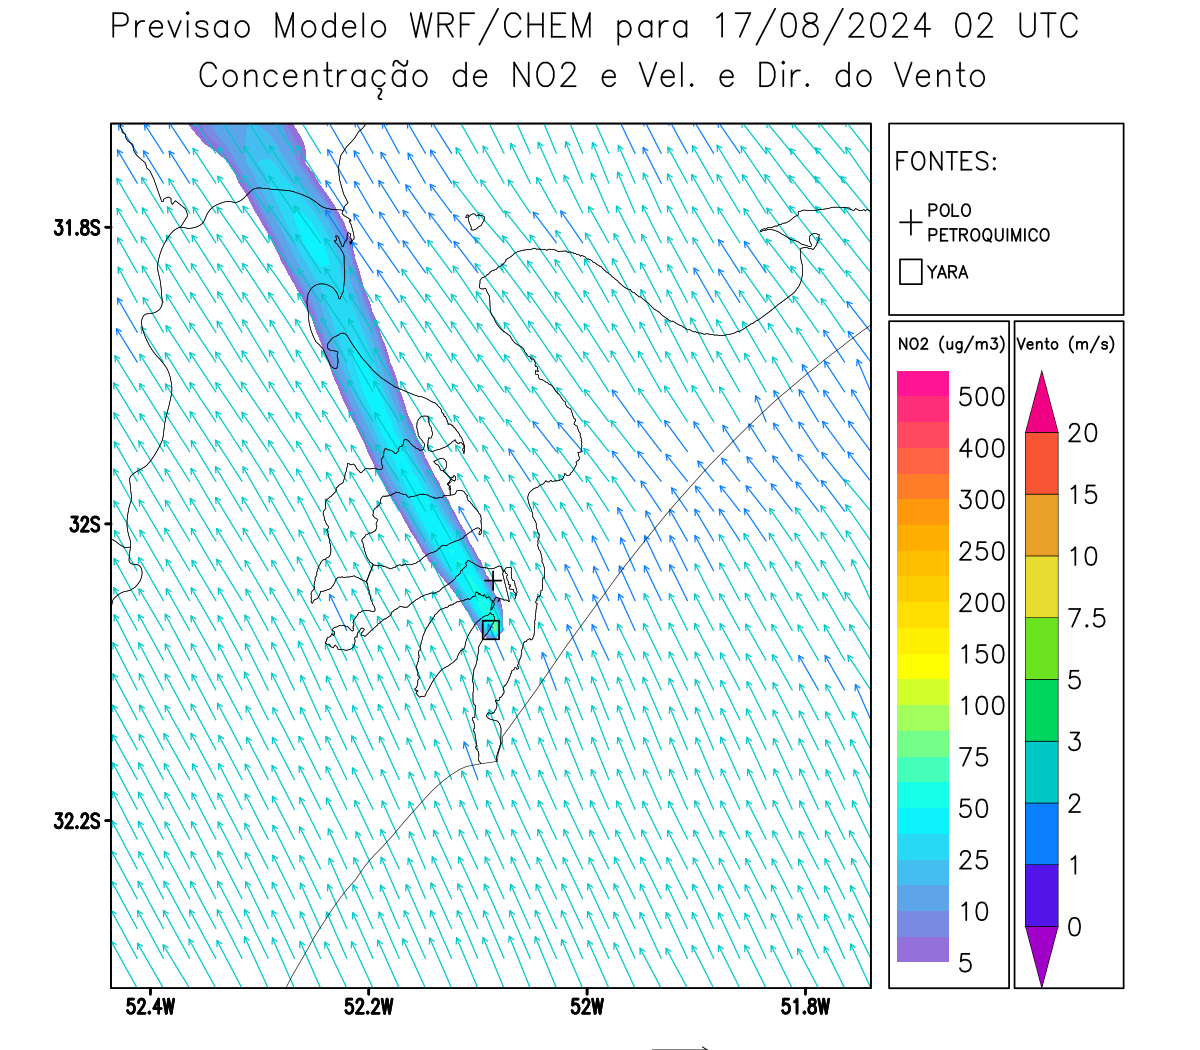 Previsao Modelo WRF/CHEM para 17/08/2024 02 UTC
Concentração de NO2 e Vel. e Dir. do Vento
FONTES:
POLO
PETROQUIMICO
YARA
NO2 (ug/m3)
500
400
300
250
200
150
100
75
50
25
10
5
Vento (m/s)
20
15
10
7.5
5
3
2
1
0
31.8S
32S
32.2S
52.4W
52.2W
52W
51.8W